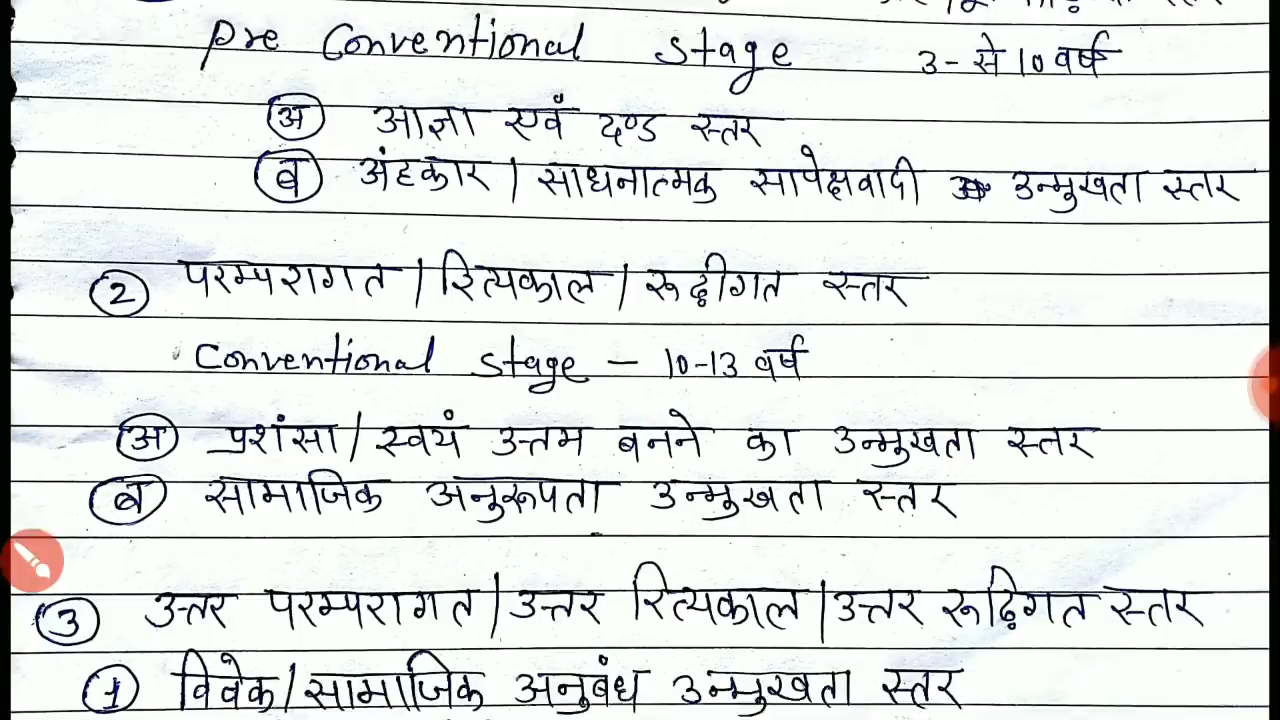 Pre Conventional Stage 3-से 10 वर्ष
अ आज्ञा एवं दण्ड स्तर
ब अंहकार / साधनात्मक सापेक्षवादी उन्मुखता स्तर
2 परम्परागत / रित्यिकाल / रूढ़ीगत स्तर
Conventional Stage - 10-13 वर्ष
अ प्रशंसा / स्वयं उत्तम बनने का उन्मुखता स्तर
ब सामाजिक अनुरूपता उन्मुखता स्तर
3 उत्तर परम्परागत / उत्तर रित्यिकाल / उत्तर रूढ़िगत स्तर
1 विवेक / सामाजिक अनुबंध उन्मुखता स्तर